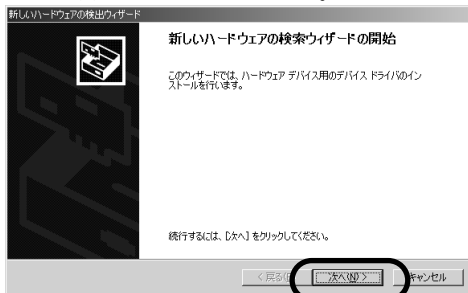 新しいハードウェアの検出ウィザード
新しいハードウェアの検索ウィザードの開始
このウィザードでは、ハードウェア デバイス用のデバイス ドライバのイン
ストールを行います。
続行するには、[次へ] をクリックしてください。
< 戻る(B)
次へ(N) >
キャンセル